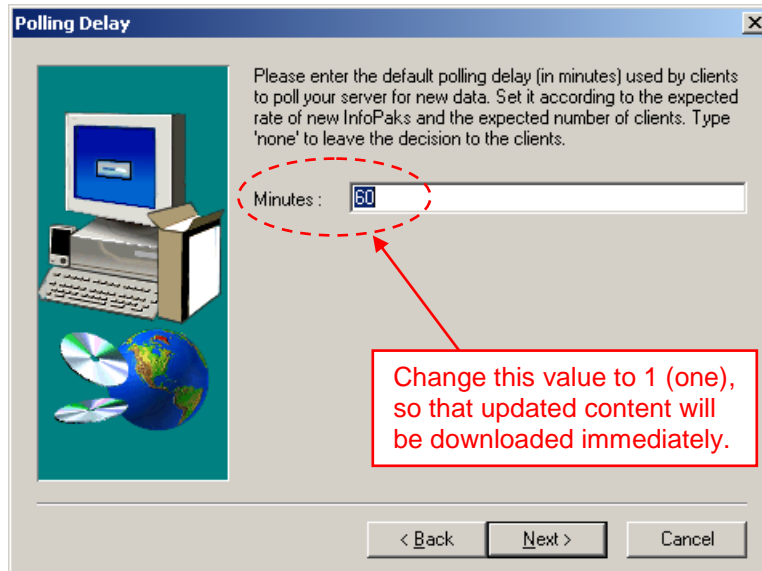 Polling Delay
Please enter the default polling delay (in minutes) used by clients
to poll your server for new data. Set it according to the expected
rate of new InfoPaks and the expected number of clients. Type
'none' to leave the decision to the clients.
Minutes : 60
Change this value to 1 (one),
so that updated content will
be downloaded immediately.
< Back Next > Cancel